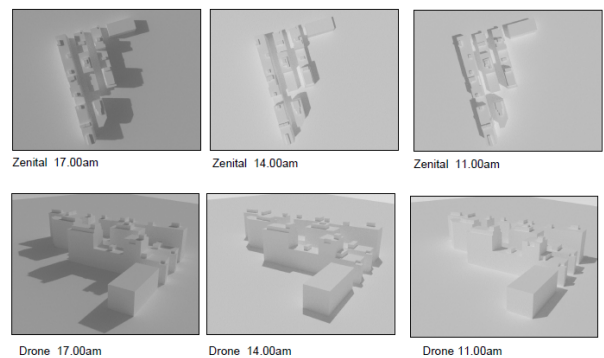 Zenital 17.00am
Zenital 14.00am
Zenital 11.00am
Drone 17.00am
Drone 14.00am
Drone 11.00am